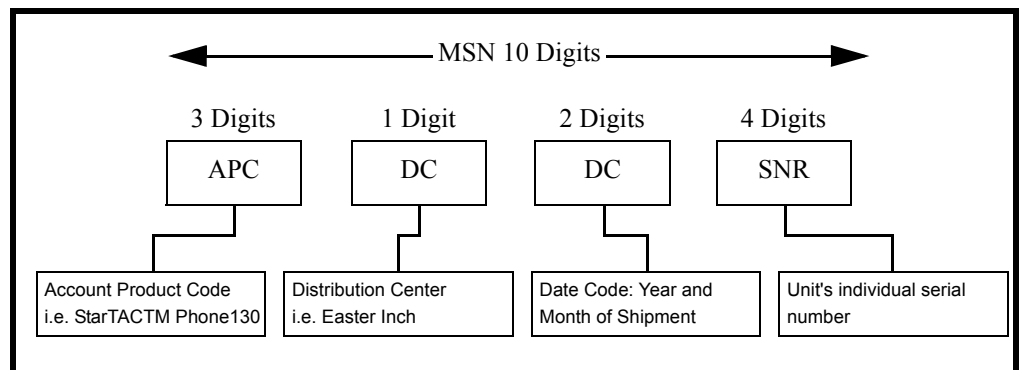 MSN 10 Digits
3 Digits
1 Digit
2 Digits
4 Digits
APC
DC
DC
SNR
Account Product Code
i.e. StarTACTM Phone130
Distribution Center
i.e. Easter Inch
Date Code: Year and
Month of Shipment
Unit's individual serial
number